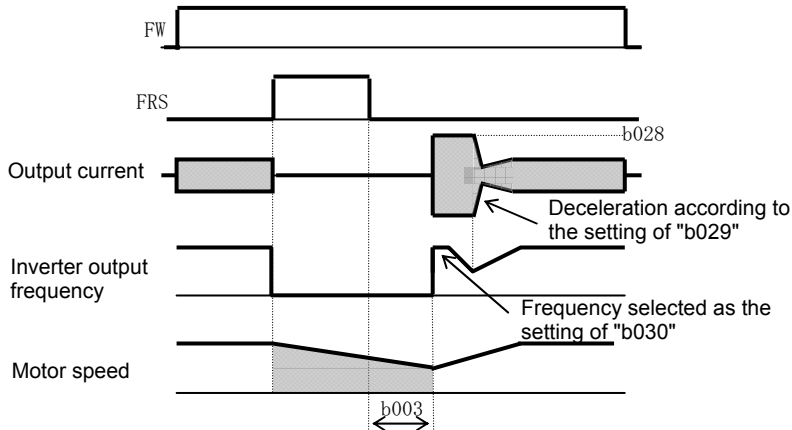 FW
FRS
b028
Output current
Deceleration according to
the setting of "b029"
Inverter output
frequency
Frequency selected as the
setting of "b030"
Motor speed
b003